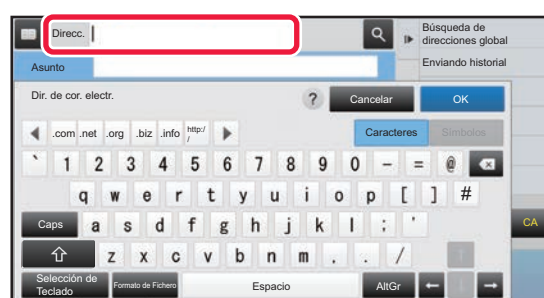 Direcc.
Búsqueda de
direcciones global
Asunto
Enviando historial
Dir. de cor. electr.
?
Cancelar
OK
.com .net .org .biz .info http:/
/
Caracteres
Símbolos
` 1 2 3 4 5 6 7 8 9 0 - = @
q w e r t y u i o p [ ] #
Caps a s d f g h j k l ; '
CA
z x c v b n m . . /
Selección de
Teclado
Formato de Fichero
Espacio
AltGr